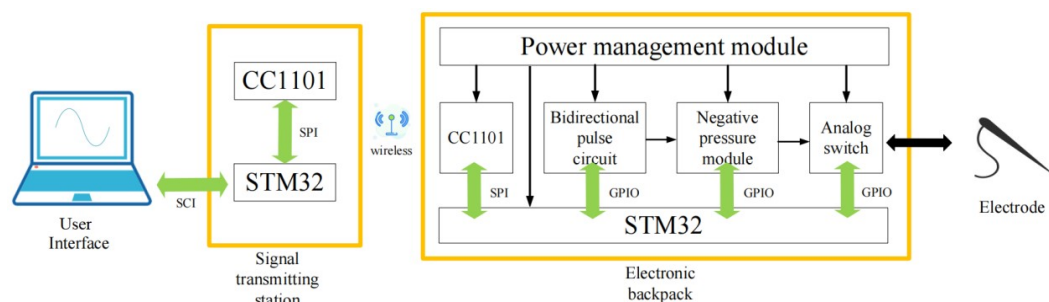 Power management module
CC1101
SPI
STM32
SCI
User
Interface
Signal
transmitting
station
wireless
CC1101
Bidirectional
pulse
circuit
Negative
pressure
module
Analog
switch
SPI
GPIO
GPIO
GPIO
STM32
Electronic
backpack
Electrode